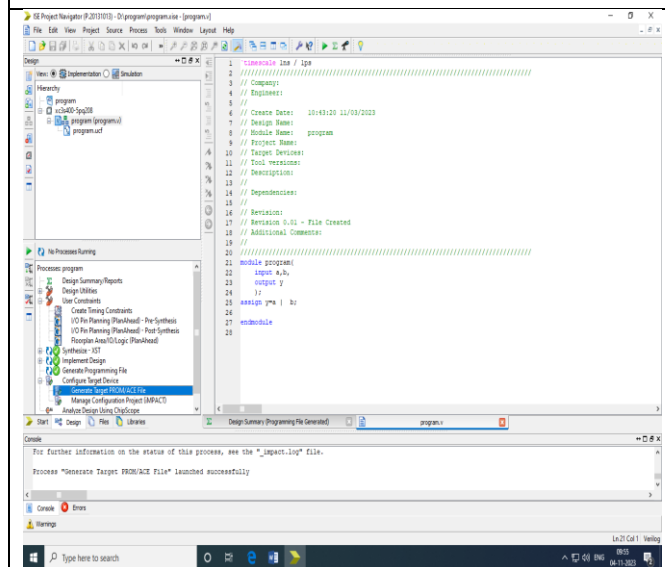 ISE Project Navigator (P.20131013) - D:\program\program.xise - [program.v]
File Edit View Project Source Process Tools Window Layout Help
Design
View: Implementation Simulation
Hierarchy
program
xc3s400-5pq208
program (program.v)
program.ucf
No Processes Running
Processes: program
Design Summary/Reports
Design Utilities
User Constraints
Create Timing Constraints
I/O Pin Planning (PlanAhead) - Pre-Synthesis
I/O Pin Planning (PlanAhead) - Post-Synthesis
Floorplan Area/IO/Logic (PlanAhead)
Synthesize - XST
Implement Design
Generate Programming File
Configure Target Device
Generate Target PROM/ACE File
Manage Configuration Project (iMPACT)
Analyze Design Using ChipScope
Start Design Files Libraries
1 `timescale 1ns / 1ps
2 //////////////////////////////////////////////////////////////////////////////////
3 // Company:
4 // Engineer:
5 //
6 // Create Date: 10:43:20 11/03/2023
7 // Design Name:
8 // Module Name: program
9 // Project Name:
10 // Target Devices:
11 // Tool versions:
12 // Description:
13 //
14 // Dependencies:
15 //
16 // Revision:
17 // Revision 0.01 - File Created
18 // Additional Comments:
19 //
20 //////////////////////////////////////////////////////////////////////////////////
21 module program(
22 input a,b,
23 output y
24 );
25 assign y=a | b;
26
27 endmodule
28
Design Summary (Programming File Generated) program.v
Console
For further information on the status of this process, see the "_impact.log" file.
Process "Generate Target PROM/ACE File" launched successfully
Console Errors
Warnings
Ln 21 Col 1 Verilog
Type here to search
ENG
09:55
04-11-2023